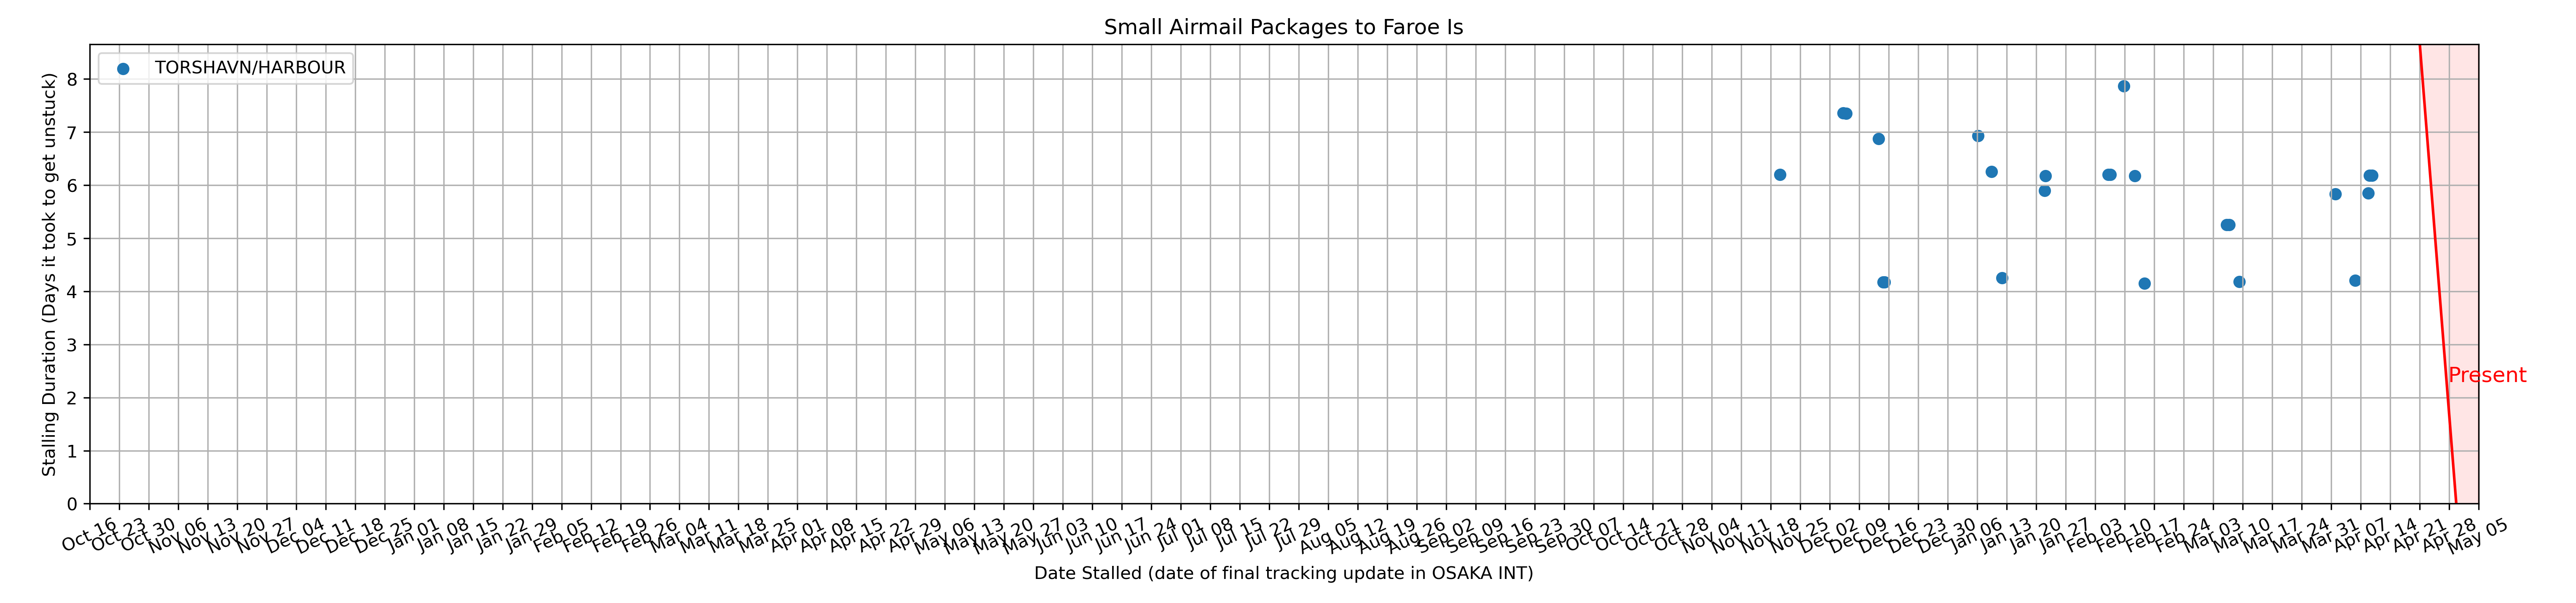 Small Airmail Packages to Faroe Is
TORSHAVN/HARBOUR
Stalling Duration (Days it took to get unstuck)
8
7
6
5
4
3
2
1
0
Present
Oct 16 Oct 23 Oct 30 Nov 06 Nov 13 Nov 20 Nov 27 Dec 04 Dec 11 Dec 18 Dec 25 Jan 01 Jan 08 Jan 15 Jan 22 Jan 29 Feb 05 Feb 12 Feb 19 Feb 26 Mar 04 Mar 11 Mar 18 Mar 25 Apr 01 Apr 08 Apr 15 Apr 22 Apr 29 May 06 May 13 May 20 May 27 Jun 03 Jun 10 Jun 17 Jun 24 Jul 01 Jul 08 Jul 15 Jul 22 Jul 29 Aug 05 Aug 12 Aug 19 Aug 26 Sep 02 Sep 09 Sep 16 Sep 23 Sep 30 Oct 07 Oct 14 Oct 21 Oct 28 Nov 04 Nov 11 Nov 18 Nov 25 Dec 02 Dec 09 Dec 16 Dec 23 Dec 30 Jan 06 Jan 13 Jan 20 Jan 27 Feb 03 Feb 10 Feb 17 Feb 24 Mar 03 Mar 10 Mar 17 Mar 24 Mar 31 Apr 07 Apr 14 Apr 21 Apr 28 May 05
Date Stalled (date of final tracking update in OSAKA INT)